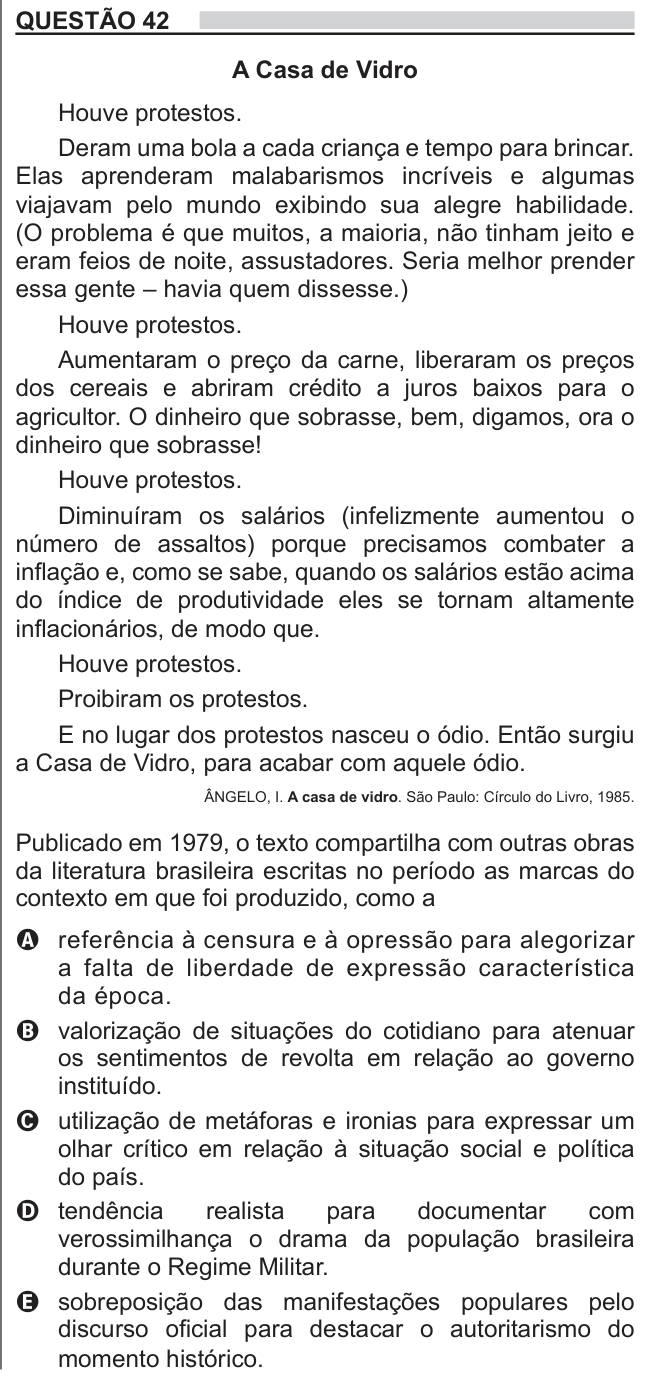 QUESTÃO 42
A Casa de Vidro
Houve protestos.
Deram uma bola a cada criança e tempo para brincar.
Elas aprenderam malabarismos incríveis e algumas
viajavam pelo mundo exibindo sua alegre habilidade.
(O problema é que muitos, a maioria, não tinham jeito e
eram feios de noite, assustadores. Seria melhor prender
essa gente – havia quem dissesse.)
Houve protestos.
Aumentaram o preço da carne, liberaram os preços
dos cereais e abriram crédito a juros baixos para o
agricultor. O dinheiro que sobrasse, bem, digamos, ora o
dinheiro que sobrasse!
Houve protestos.
Diminuíram os salários (infelizmente aumentou o
número de assaltos) porque precisamos combater a
inflação e, como se sabe, quando os salários estão acima
do índice de produtividade eles se tornam altamente
inflacionários, de modo que.
Houve protestos.
Proibiram os protestos.
E no lugar dos protestos nasceu o ódio. Então surgiu
a Casa de Vidro, para acabar com aquele ódio.
ÂNGELO, I. A casa de vidro. São Paulo: Círculo do Livro, 1985.
Publicado em 1979, o texto compartilha com outras obras
da literatura brasileira escritas no período as marcas do
contexto em que foi produzido, como a
A referência à censura e à opressão para alegorizar
a falta de liberdade de expressão característica
da época.
B valorização de situações do cotidiano para atenuar
os sentimentos de revolta em relação ao governo
instituído.
C utilização de metáforas e ironias para expressar um
olhar crítico em relação à situação social e política
do país.
D tendência realista para documentar com
verossimilhança o drama da população brasileira
durante o Regime Militar.
E sobreposição das manifestações populares pelo
discurso oficial para destacar o autoritarismo do
momento histórico.